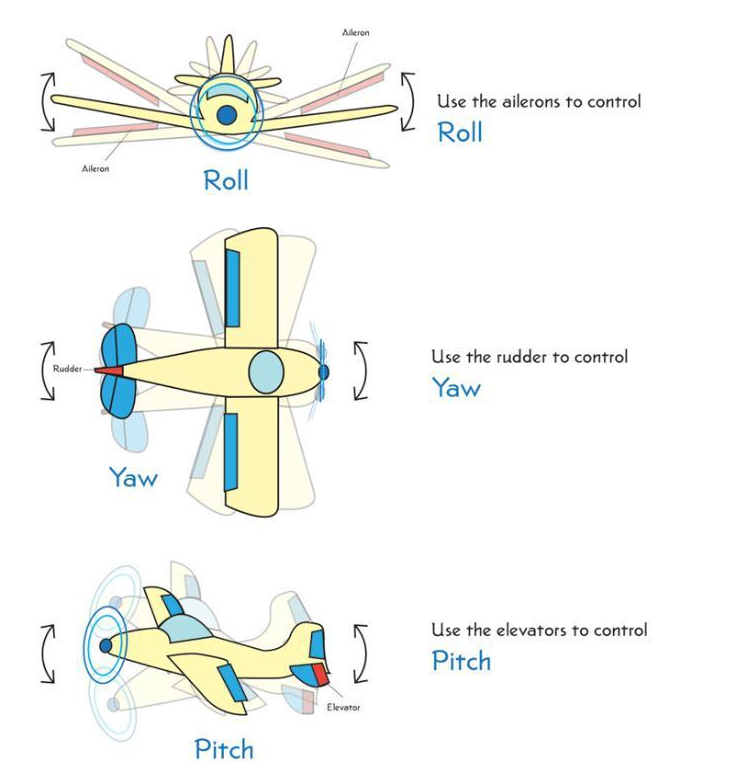 Aileron
Use the ailerons to control
Roll
Aileron
Roll
Use the rudder to control
Rudder
Yaw
Yaw
Use the elevators to control
Pitch
Elevator
Pitch